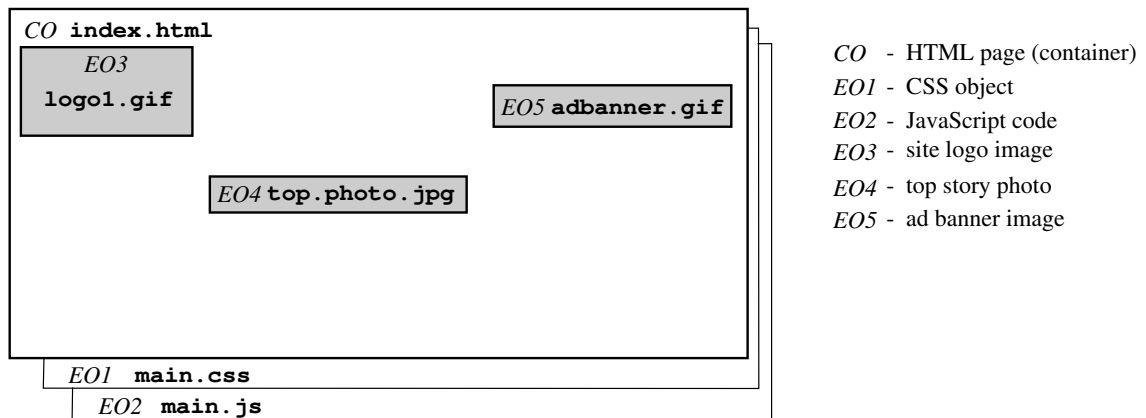 CO index.html
EO3
logo1.gif
EO5 adbanner.gif
EO4 top.photo.jpg
EO1 main.css
EO2 main.js
CO - HTML page (container)
EO1 - CSS object
EO2 - JavaScript code
EO3 - site logo image
EO4 - top story photo
EO5 - ad banner image